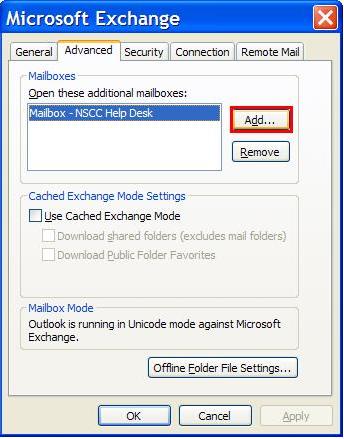 Microsoft Exchange
General Advanced Security Connection Remote Mail
Mailboxes
Open these additional mailboxes:
Mailbox - NSCC Help Desk
Add...
Remove
Cached Exchange Mode Settings
Use Cached Exchange Mode
Download shared folders (excludes mail folders)
Download Public Folder Favorites
Mailbox Mode
Outlook is running in Unicode mode against Microsoft
Exchange.
Offline Folder File Settings...
OK Cancel Apply